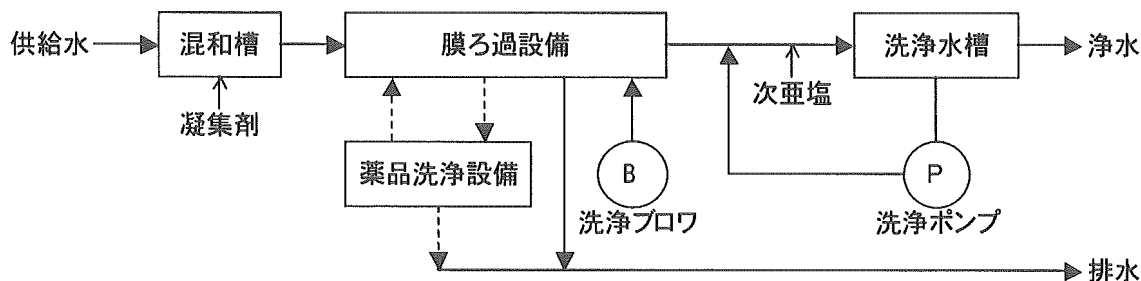 供給水
混和槽
膜ろ過設備
洗浄水槽
浄水
凝集剤
次亜塩
薬品洗浄設備
B
洗浄ブロワ
P
洗浄ポンプ
排水